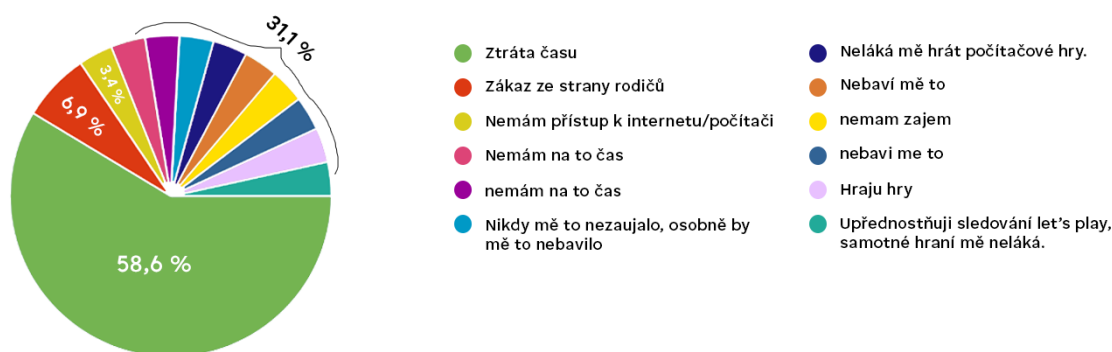 31,1 %
3,4 %
6,9 %
58,6 %
Ztráta času
Zákaz ze strany rodičů
Nemám přístup k internetu/počítači
Nemám na to čas
nemám na to čas
Nikdy mě to nezaujalo, osobně by
mě to nebavilo
Neláká mě hrát počítačové hry.
Nebaví mě to
nemam zajem
nebavi me to
Hraju hry
Upřednostňuji sledování let's play,
samotné hraní mě neláká.